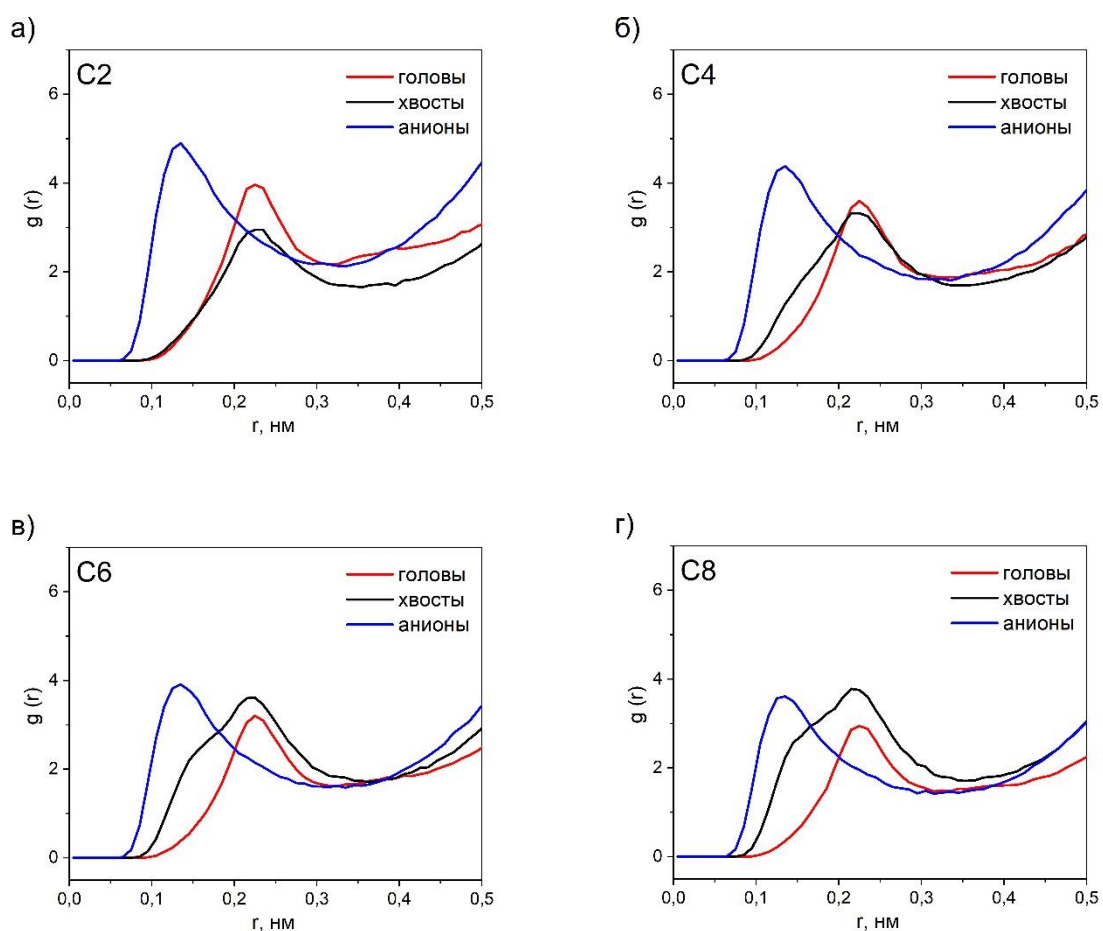 а)
C2
головы
хвосты
анионы
6
4
2
0
g (r)
0,0 0,1 0,2 0,3 0,4 0,5
r, нм
б)
C4
головы
хвосты
анионы
6
4
2
0
g (r)
0,0 0,1 0,2 0,3 0,4 0,5
r, нм
в)
C6
головы
хвосты
анионы
6
4
2
0
g (r)
0,0 0,1 0,2 0,3 0,4 0,5
r, нм
г)
C8
головы
хвосты
анионы
6
4
2
0
g (r)
0,0 0,1 0,2 0,3 0,4 0,5
r, нм